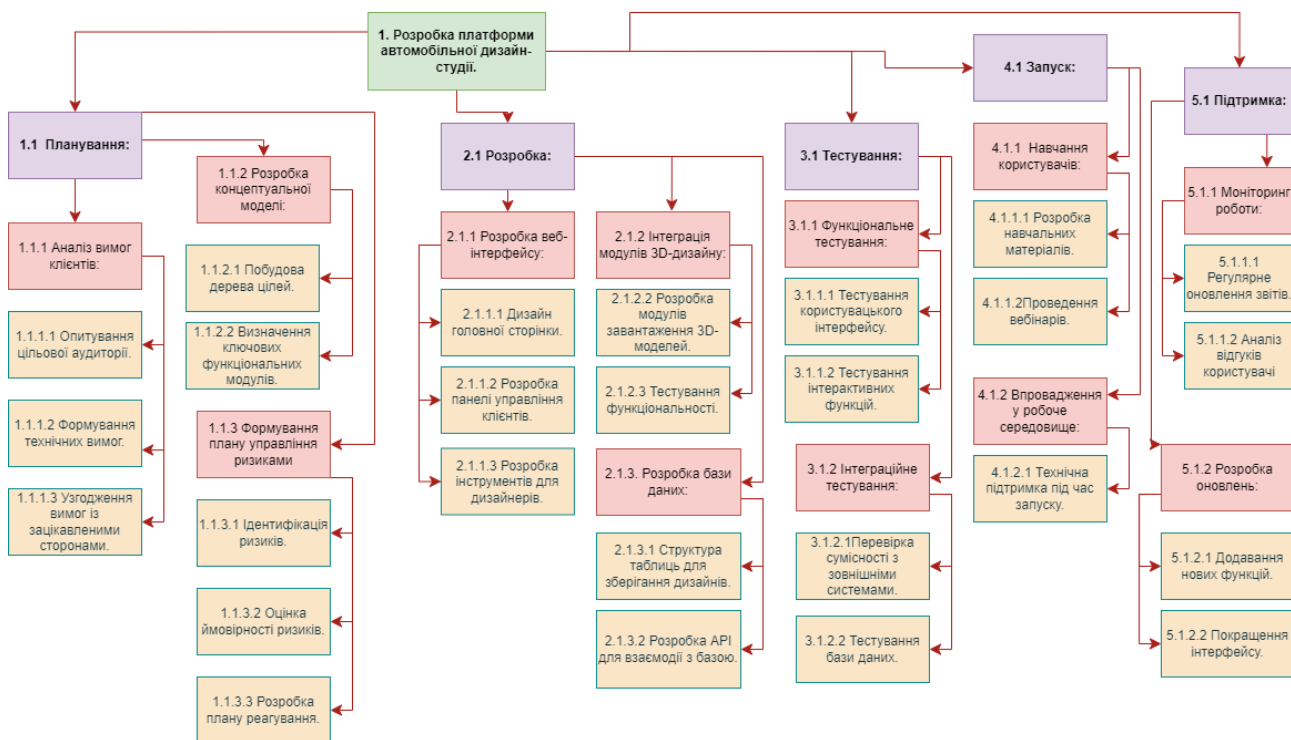 1. Розробка платформи
автомобільної дизайн-
студії.
1.1 Планування:
1.1.1 Аналіз вимог
клієнтів:
1.1.1.1 Опитування
цільової аудиторії.
1.1.1.2 Формування
технічних вимог.
1.1.1.3 Узгодження
вимог із
зацікавленими
сторонами.
1.1.2 Розробка
концептуальної
моделі:
1.1.2.1 Побудова
дерева цілей.
1.1.2.2 Визначення
ключових
функціональних
модулів.
1.1.3 Формування
плану управління
ризиками
1.1.3.1 Ідентифікація
ризиків.
1.1.3.2 Оцінка
ймовірності ризиків.
1.1.3.3 Розробка
плану реагування.
2.1 Розробка:
2.1.1 Розробка веб-
інтерфейсу:
2.1.1.1 Дизайн
головної сторінки.
2.1.1.2 Розробка
панелі управління
клієнтів.
2.1.1.3 Розробка
інструментів для
дизайнерів.
2.1.2 Інтеграція
модулів 3D-дизайну:
2.1.2.2 Розробка
модулів
завантаження 3D-
моделей.
2.1.2.3 Тестування
функціональності.
2.1.3. Розробка бази
даних:
2.1.3.1 Структура
таблиць для
зберігання дизайнів.
2.1.3.2 Розробка API
для взаємодії з базою.
3.1 Тестування:
3.1.1 Функціональне
тестування:
3.1.1.1 Тестування
користувацького
інтерфейсу.
3.1.1.2 Тестування
інтерактивних
функцій.
3.1.2 Інтеграційне
тестування:
3.1.2.1Перевірка
сумісності з
зовнішніми
системами.
3.1.2.2 Тестування
бази даних.
4.1 Запуск:
4.1.1 Навчання
користувачів:
4.1.1.1 Розробка
навчальних
матеріалів.
4.1.1.2Проведення
вебінарів.
4.1.2 Впровадження
у робоче
середовище:
4.1.2.1 Технічна
підтримка під час
запуску.
5.1 Підтримка:
5.1.1 Моніторинг
роботи:
5.1.1.1
Регулярне
оновлення звітів.
5.1.1.2 Аналіз
відгуків
користувачі
5.1.2 Розробка
оновлень:
5.1.2.1 Додавання
нових функцій.
5.1.2.2 Покращення
інтерфейсу.